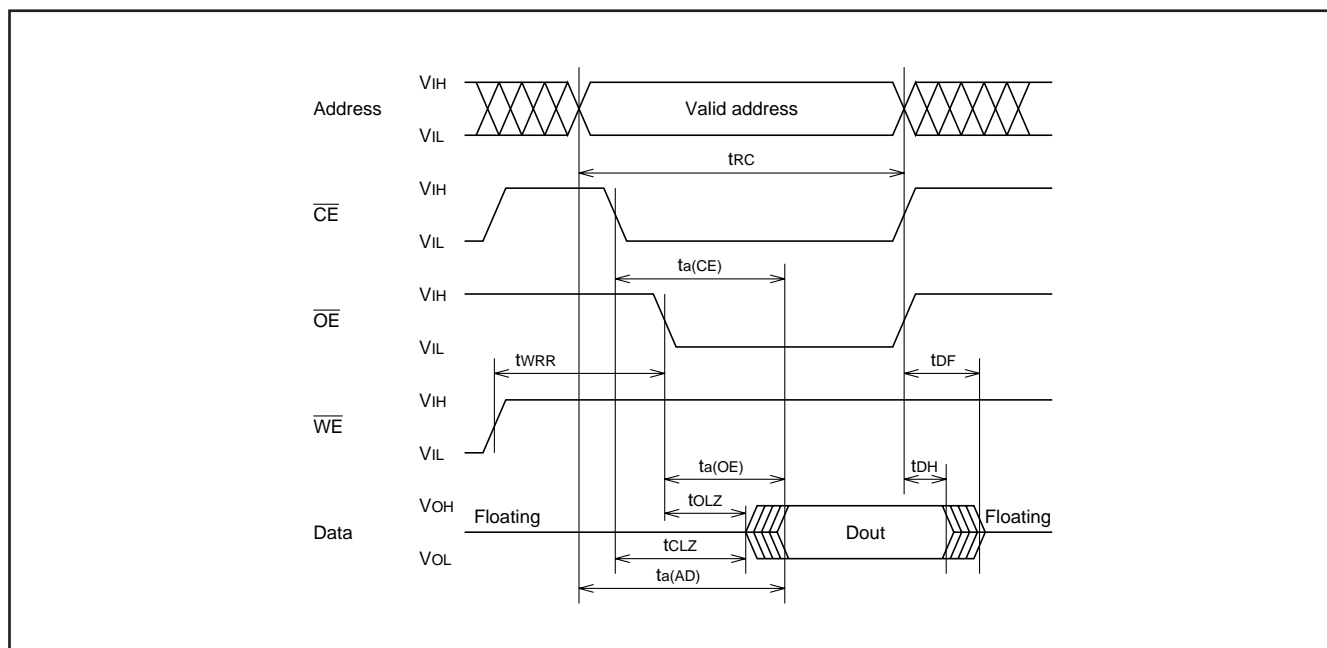 VIH
Address
Valid address
VIL
tRC
VIH
CE
VIL
ta(CE)
VIH
OE
VIL
tWRR
tDF
VIH
WE
VIL
ta(OE)
tDH
VOH
tOLZ
Floating
Floating
Data
Dout
tCLZ
VOL
ta(AD)